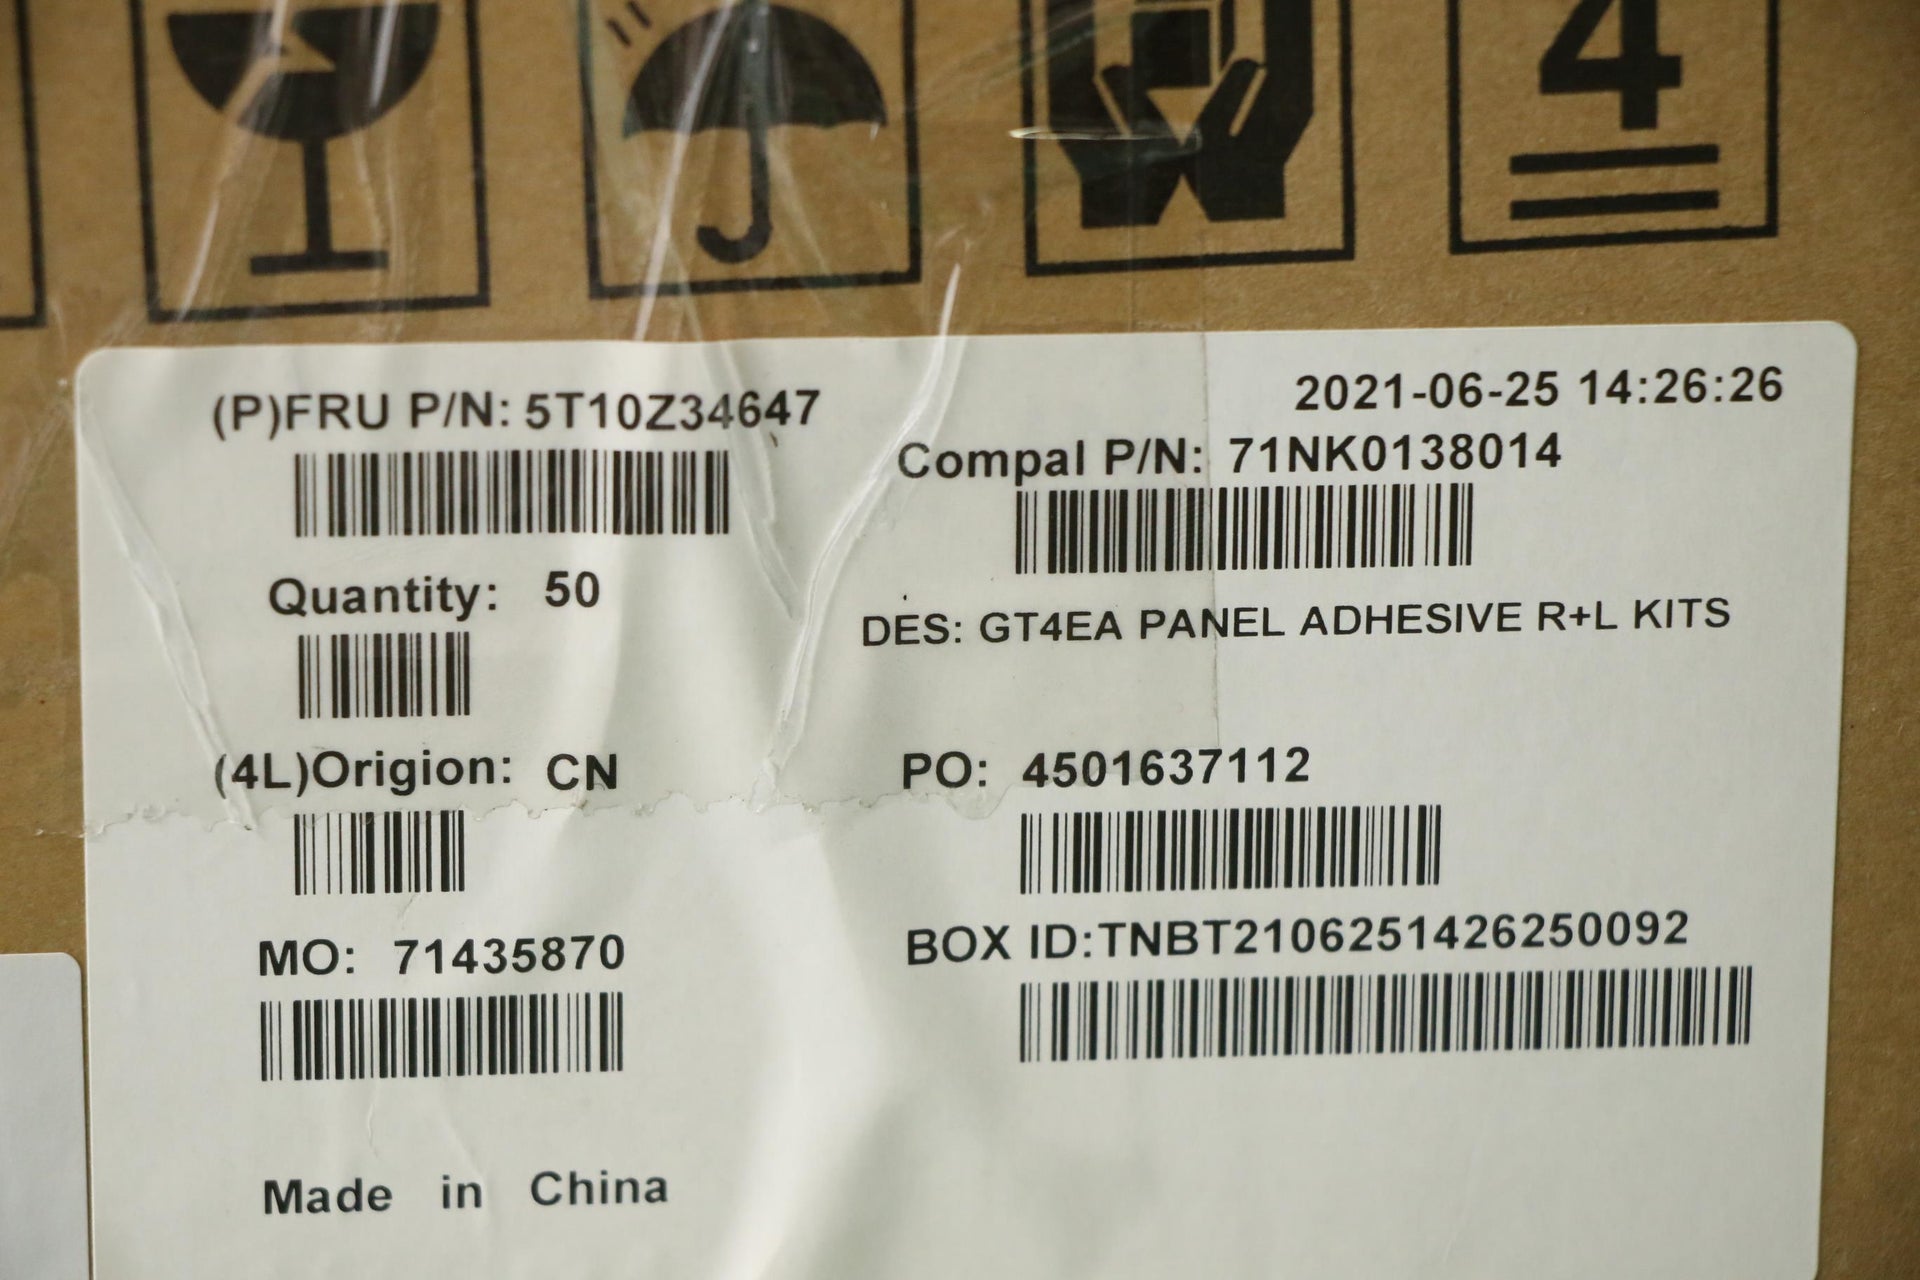 4
2021-06-25 14:26:26
(P)FRU P/N: 5T10Z34647
Compal P/N: 71NK0138014
Quantity: 50
DES: GT4EA PANEL ADHESIVE R+L KITS
(4L)Origion: CN
PO: 4501637112
MO: 71435870
BOX ID:TNBT2106251426250092
Made in China